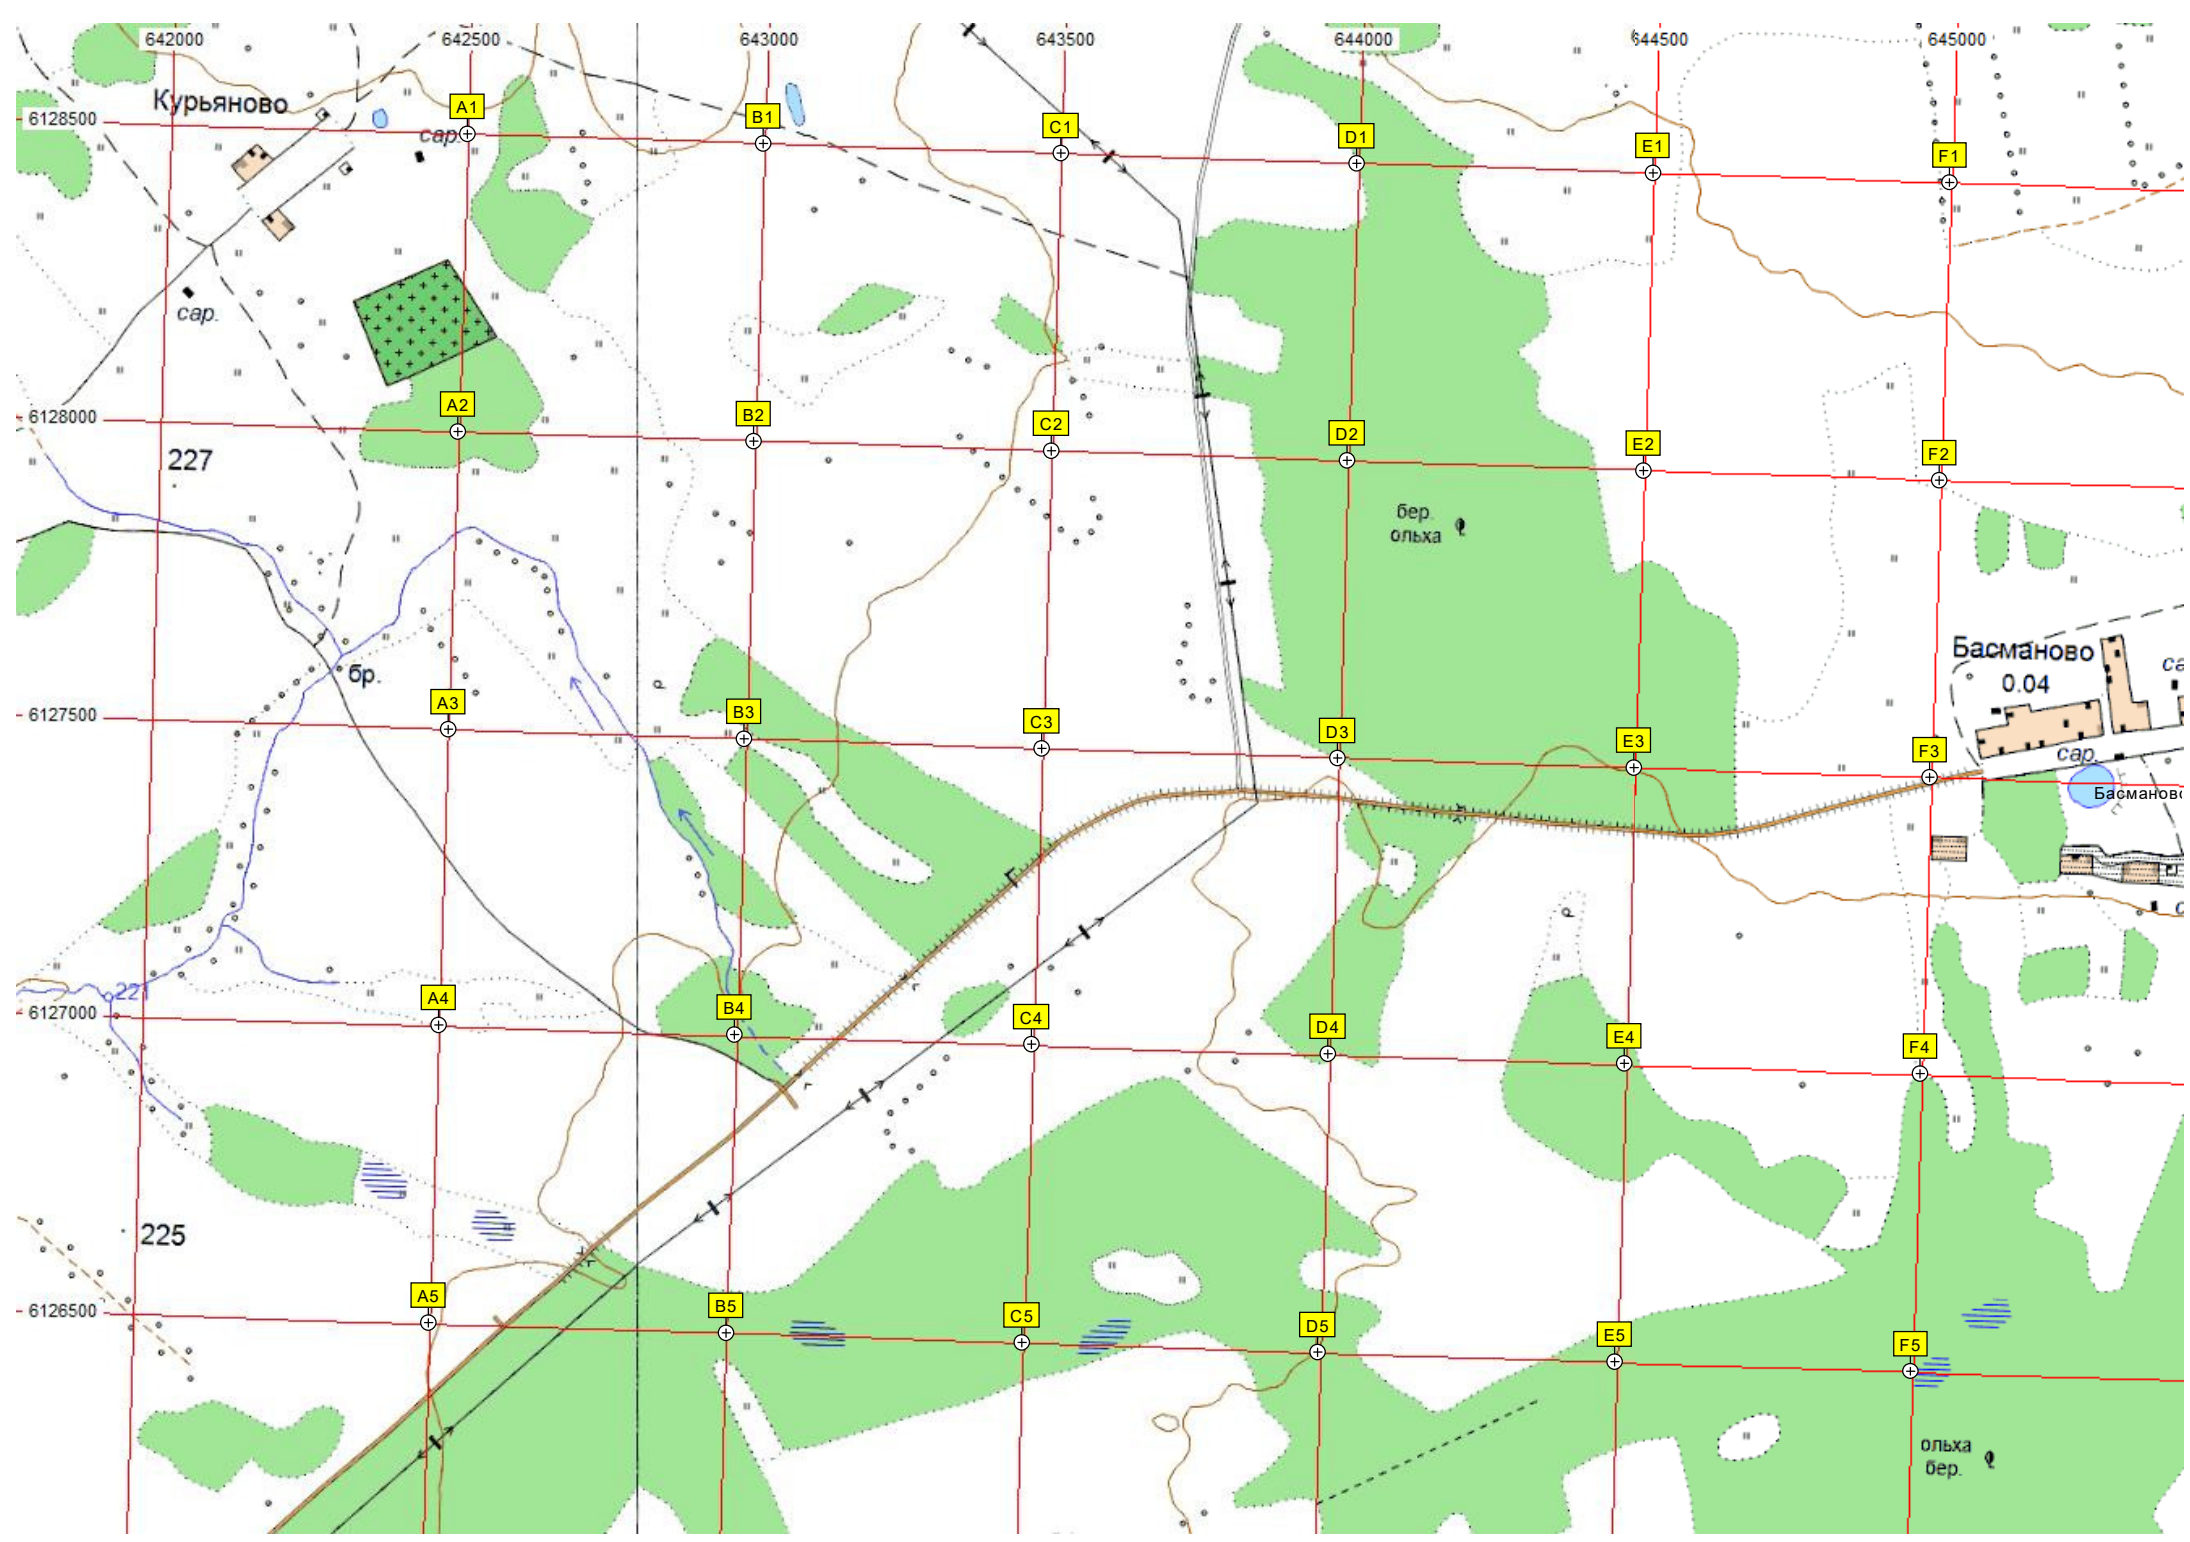 642000 642500 643000 643500 644000 644500 645000
Курьяново
6128500
A1 B1 C1 D1 E1 F1
сар.
сар.
6128000
A2 B2 C2 D2 E2 F2
227
бер.
ольха
Басманово
0.04
бр.
6127500
A3 B3 C3 D3 E3 F3
сар.
Басманово
221
6127000
A4 B4 C4 D4 E4 F4
225
6126500
A5 B5 C5 D5 E5 F5
ольха
бер.